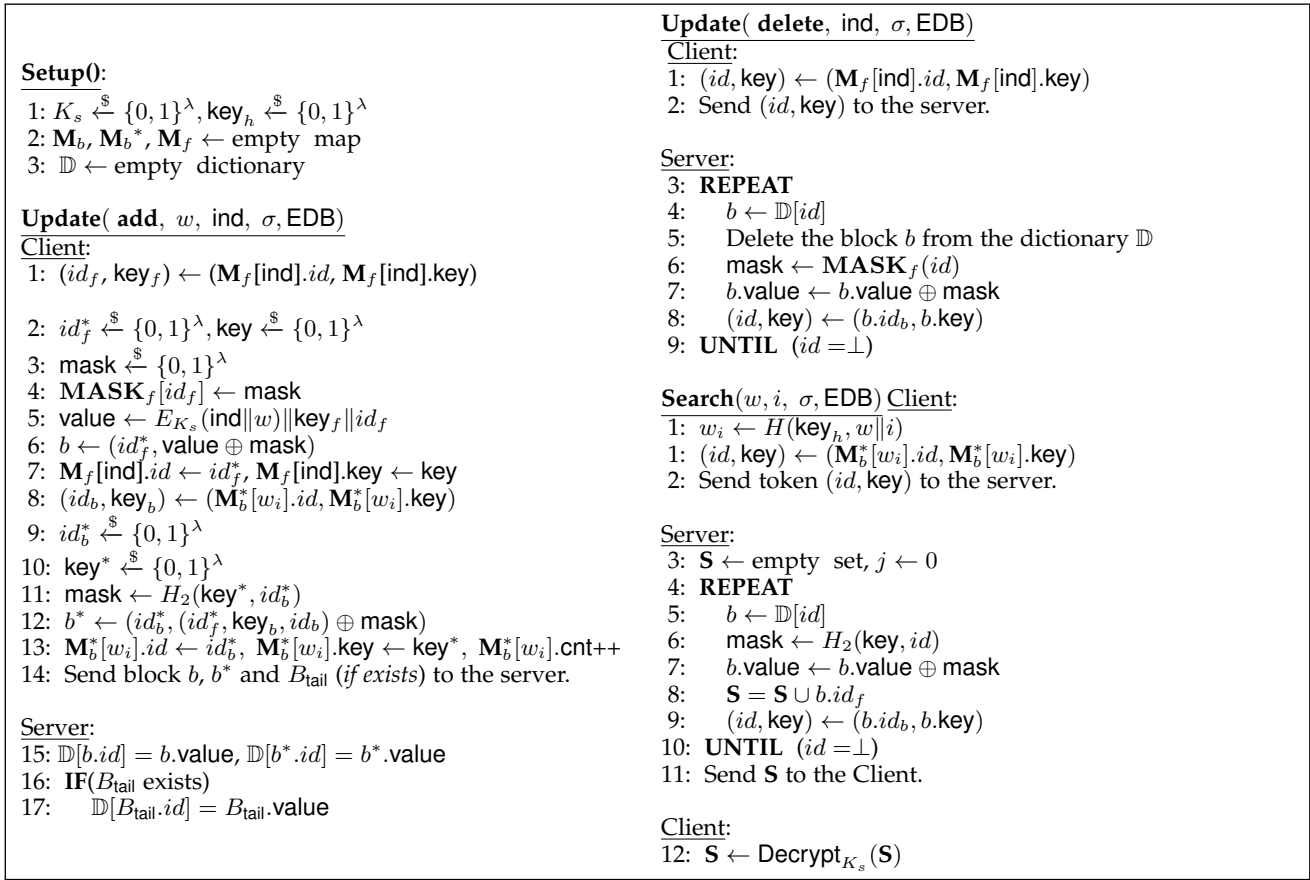 Setup():
1: K_s ←$ {0, 1}^λ, key_h ←$ {0, 1}^λ
2: M_b, M_b*, M_f ← empty map
3: 𝔻 ← empty dictionary
Update( add, w, ind, σ, EDB)
Client:
1: (id_f, key_f) ← (M_f[ind].id, M_f[ind].key)
2: id_f^* ←$ {0, 1}^λ, key ←$ {0, 1}^λ
3: mask ←$ {0, 1}^λ
4: MASK_f[id_f] ← mask
5: value ← E_{K_s}(ind||w)||key_f||id_f
6: b ← (id_f^*, value ⊕ mask)
7: M_f[ind].id ← id_f^*, M_f[ind].key ← key
8: (id_b, key_b) ← (M_b^*[w_i].id, M_b^*[w_i].key)
9: id_b^* ←$ {0, 1}^λ
10: key* ←$ {0, 1}^λ
11: mask ← H_2(key*, id_b^*)
12: b* ← (id_b^*, (id_f^*, key_b, id_b) ⊕ mask)
13: M_b^*[w_i].id ← id_b^*, M_b^*[w_i].key ← key*, M_b^*[w_i].cnt++
14: Send block b, b* and B_tail (if exists) to the server.
Server:
15: 𝔻[b.id] = b.value, 𝔻[b*.id] = b*.value
16: IF(B_tail exists)
17: 𝔻[B_tail.id] = B_tail.value
Update( delete, ind, σ, EDB)
Client:
1: (id, key) ← (M_f[ind].id, M_f[ind].key)
2: Send (id, key) to the server.
Server:
3: REPEAT
4: b ← 𝔻[id]
5: Delete the block b from the dictionary 𝔻
6: mask ← MASK_f(id)
7: b.value ← b.value ⊕ mask
8: (id, key) ← (b.id_b, b.key)
9: UNTIL (id =⊥)
Search(w, i, σ, EDB) Client:
1: w_i ← H(key_h, w||i)
1: (id, key) ← (M_b^*[w_i].id, M_b^*[w_i].key)
2: Send token (id, key) to the server.
Server:
3: S ← empty set, j ← 0
4: REPEAT
5: b ← 𝔻[id]
6: mask ← H_2(key, id)
7: b.value ← b.value ⊕ mask
8: S = S ∪ b.id_f
9: (id, key) ← (b.id_b, b.key)
10: UNTIL (id =⊥)
11: Send S to the Client.
Client:
12: S ← Decrypt_{K_s}(S)